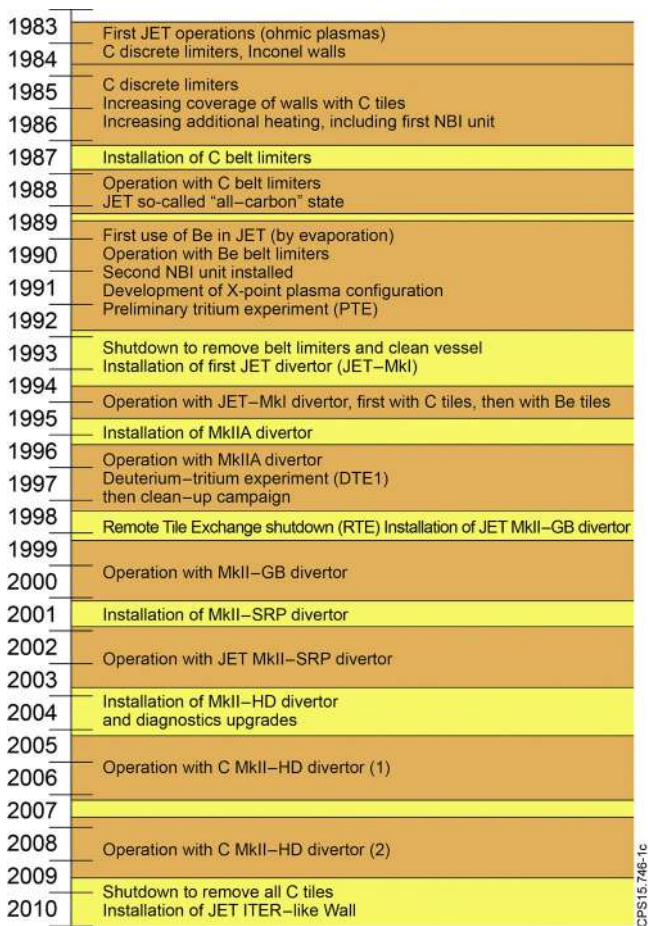 1983
First JET operations (ohmic plasmas)
C discrete limiters, Inconel walls
1984
C discrete limiters
1985
Increasing coverage of walls with C tiles
Increasing additional heating, including first NBI unit
1986
1987
Installation of C belt limiters
Operation with C belt limiters
1988
JET so-called “all–carbon” state
1989
First use of Be in JET (by evaporation)
1990
Operation with Be belt limiters
Second NBI unit installed
1991
Development of X-point plasma configuration
Preliminary tritium experiment (PTE)
1992
1993
Shutdown to remove belt limiters and clean vessel
Installation of first JET divertor (JET–MkI)
1994
Operation with JET–MkI divertor, first with C tiles, then with Be tiles
1995
Installation of MkIIA divertor
1996
Operation with MkIIA divertor
Deuterium–tritium experiment (DTE1)
1997
then clean–up campaign
1998
Remote Tile Exchange shutdown (RTE) Installation of JET MkII–GB divertor
1999
Operation with MkII–GB divertor
2000
2001
Installation of MkII–SRP divertor
2002
Operation with JET MkII–SRP divertor
2003
Installation of MkII–HD divertor
2004
and diagnostics upgrades
2005
Operation with C MkII–HD divertor (1)
2006
2007
2008
Operation with C MkII–HD divertor (2)
2009
Shutdown to remove all C tiles
2010
Installation of JET ITER–like Wall
CPS15.746-1c